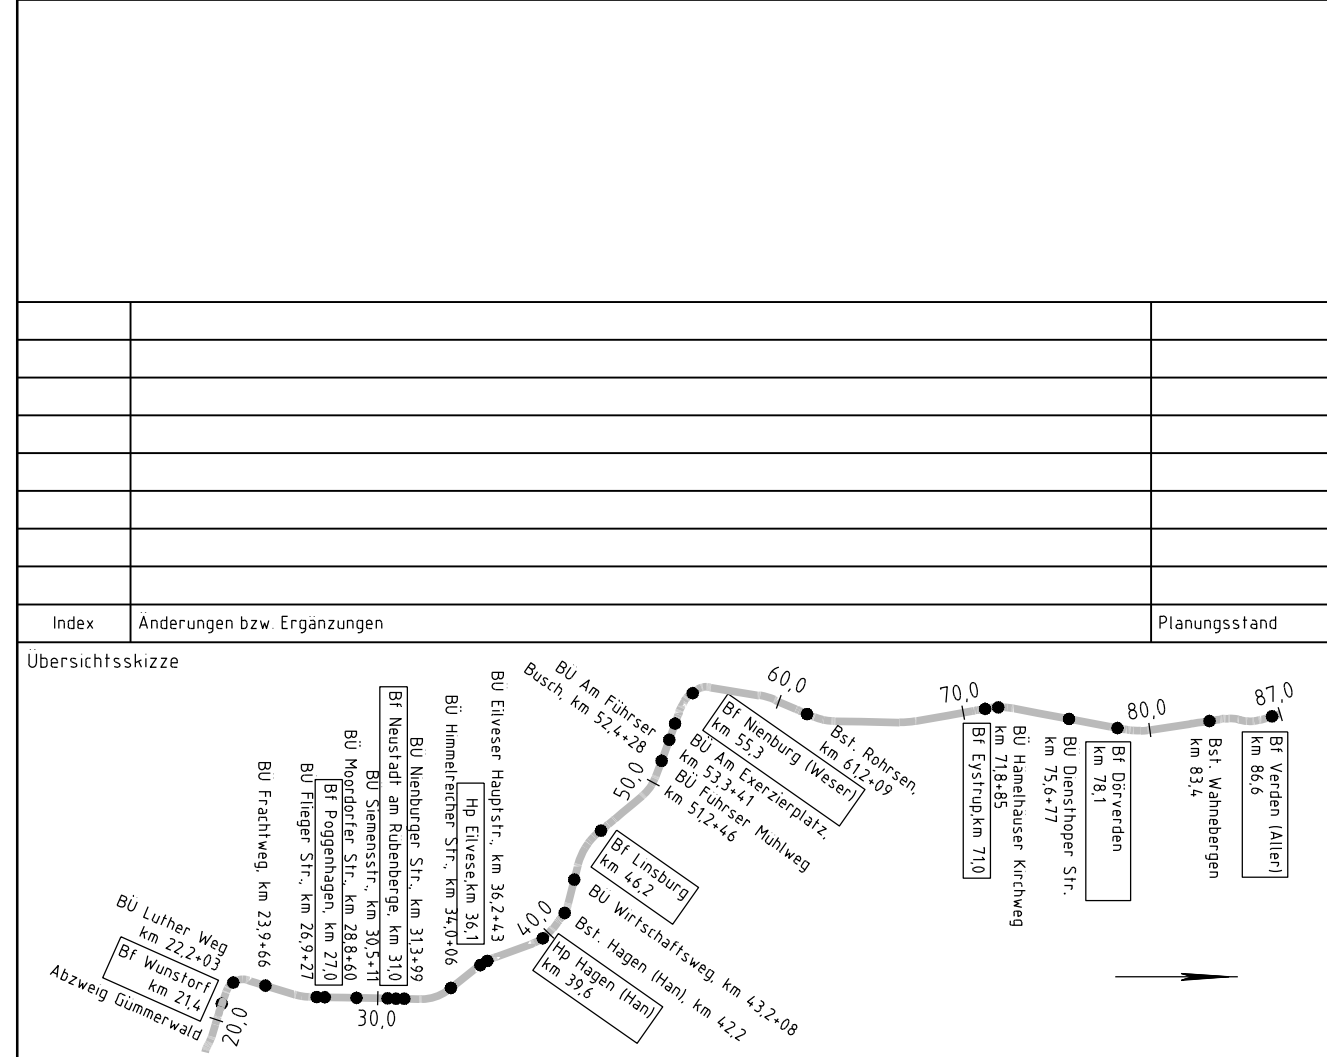 Index
Änderungen bzw. Ergänzungen
Planungsstand
Übersichtsskizze
Abzweig Gümmerwald
Bf Wunstorf
km 21,4
BÜ Luther Weg
km 22,2+03
20,0
BÜ Frachtweg, km 23,9+66
BÜ Flieger Str., km 26,9+27
Bf Poggenhagen, km 27,0
BÜ Moordorfer Str., km 28,8+60
30,0
BÜ Siemensstr., km 30,5+11
Bf Neustadt am Rübenberge, km 31,0
BÜ Nienburger Str., km 31,3+99
BÜ Himmelreicher Str., km 34,0+06
Hp Eilvese,km 36,1
BÜ Eilveser Hauptstr., km 36,2+43
Hp Hagen (Han)
km 39,6
40,0
Bst. Hagen (Han), km 42,2
BÜ Wirtschaftsweg, km 43,2+08
Bf Linsburg
km 46,2
50,0
BÜ Führser Mühlweg
km 51,2+46
BÜ Am Führser
Busch, km 52,4+28
BÜ Am Exerzierplatz,
km 53,3+41
Bf Nienburg (Weser)
km 55,3
60,0
Bst. Rohrsen,
km 61,2+09
70,0
Bf Eystrup,km 71,0
BÜ Hämelhäuser Kirchweg
km 71,8+85
BÜ Diensthoper Str.
km 75,6+77
Bf Dörverden
km 78,1
80,0
Bst. Wahnebergen
km 83,4
Bf Verden (Aller)
km 86,6
87,0